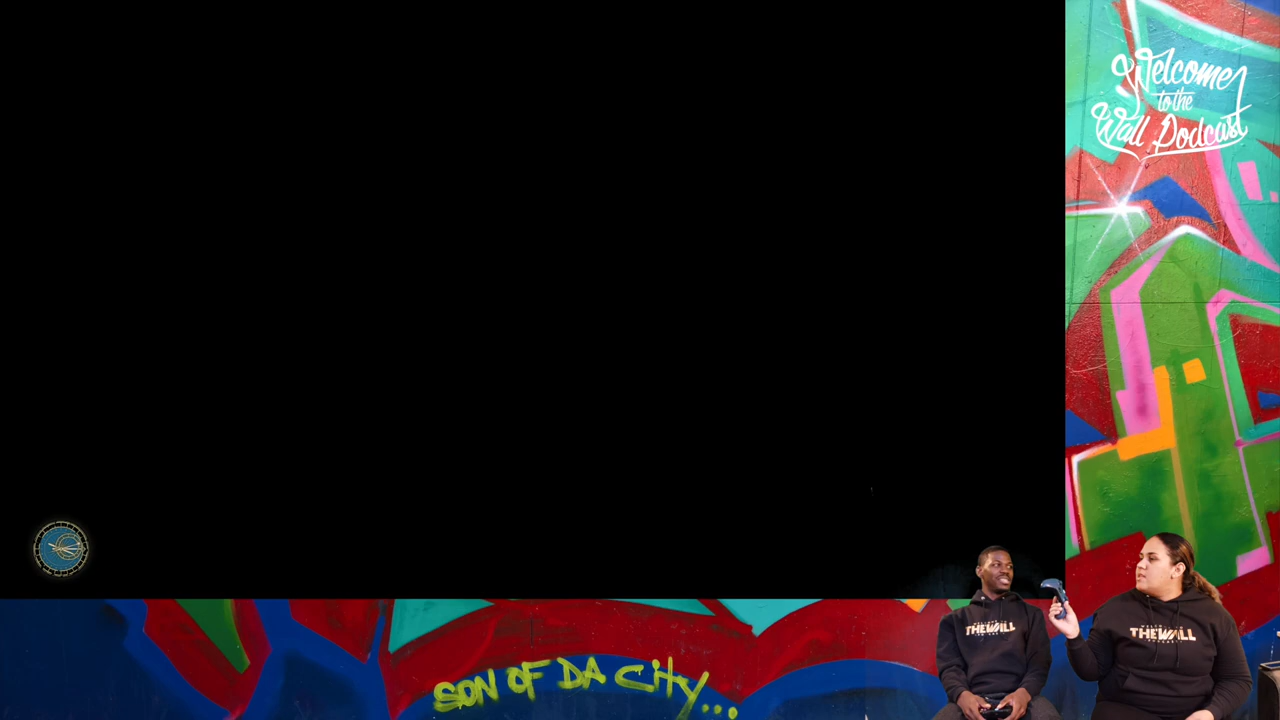 Welcome
to the
Wall Podcast
THE WALL
THE WALL
SON OF DA City...